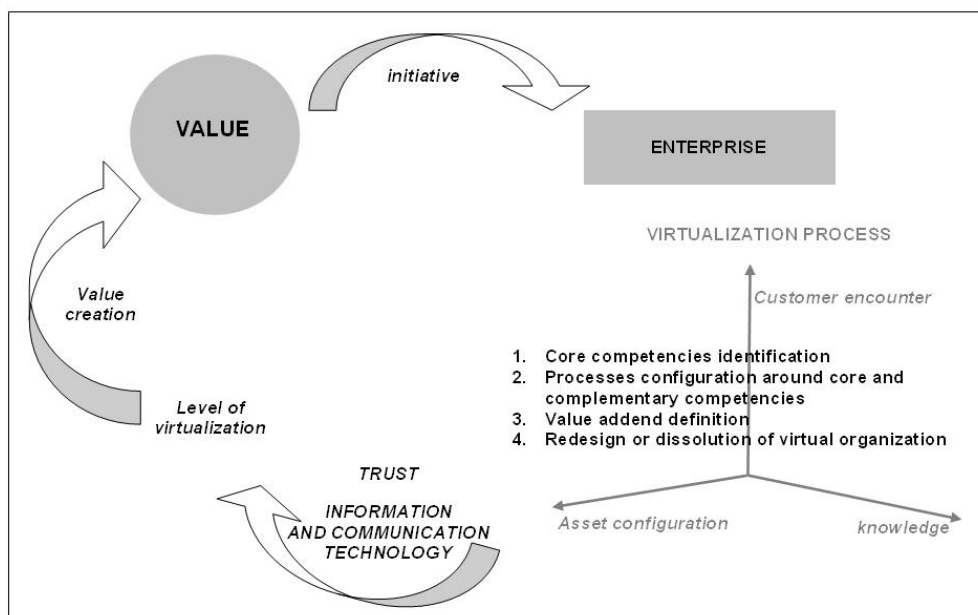 initiative
VALUE
ENTERPRISE
VIRTUALIZATION PROCESS
Customer encounter
Value
creation
1. Core competencies identification
2. Processes configuration around core and
complementary competencies
3. Value addend definition
4. Redesign or dissolution of virtual organization
Level of
virtualization
TRUST
INFORMATION
AND COMMUNICATION
TECHNOLOGY
Asset configuration
knowledge